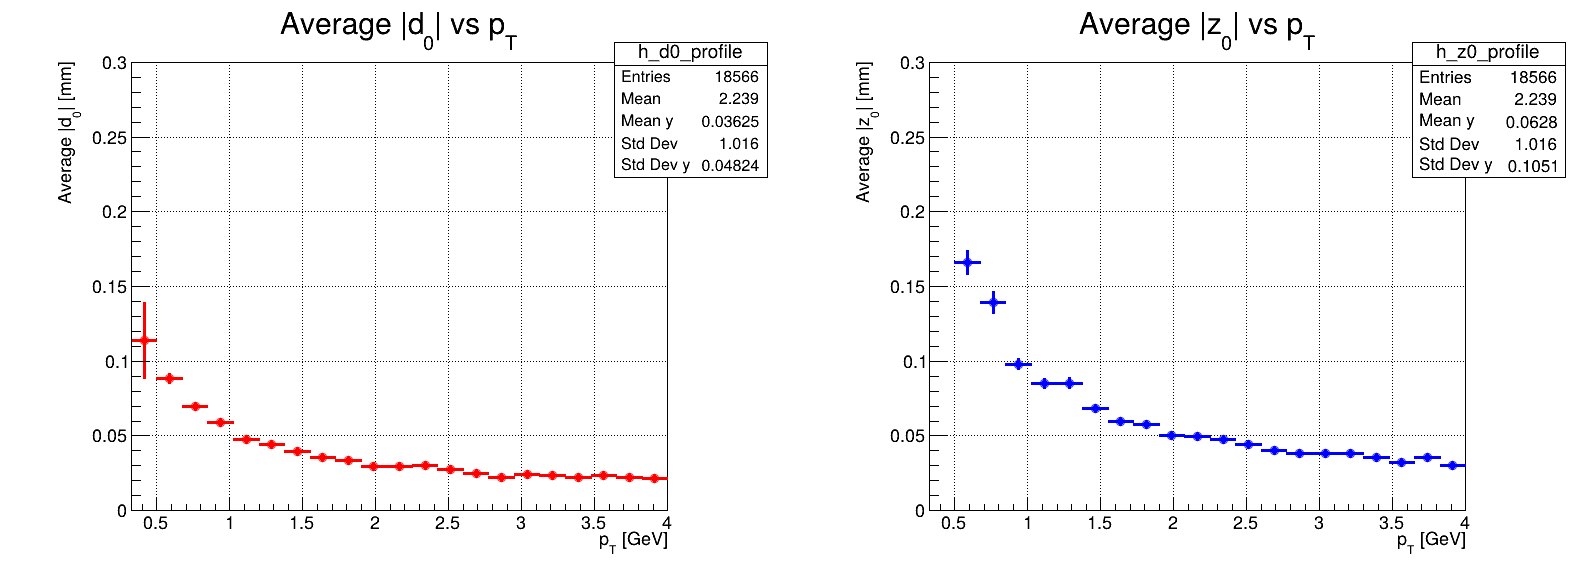 Average |d0| vs pT
h_d0_profile
Entries 18566
Mean 2.239
Mean y 0.03625
Std Dev 1.016
Std Dev y 0.04824
Average |d0| [mm]
0.3
0.25
0.2
0.15
0.1
0.05
0
0.5 1 1.5 2 2.5 3 3.5 4
pT [GeV]
Average |z0| vs pT
h_z0_profile
Entries 18566
Mean 2.239
Mean y 0.0628
Std Dev 1.016
Std Dev y 0.1051
Average |z0| [mm]
0.3
0.25
0.2
0.15
0.1
0.05
0
0.5 1 1.5 2 2.5 3 3.5 4
pT [GeV]